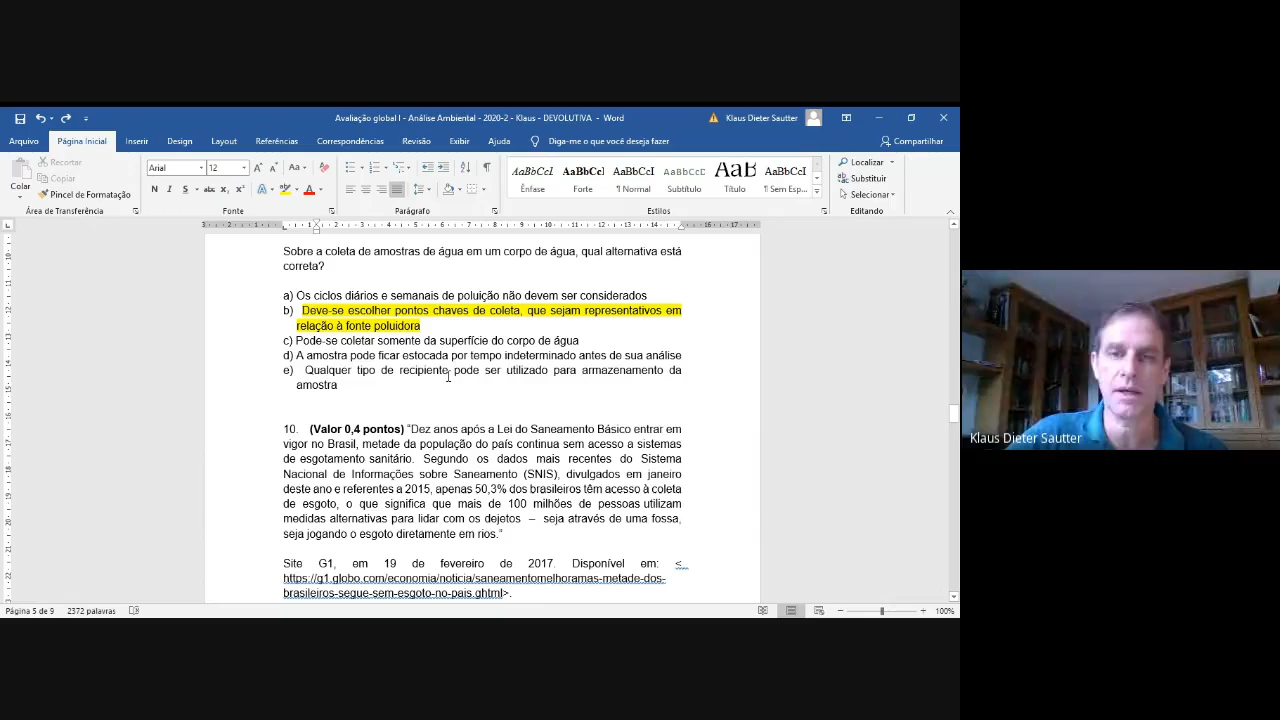 Avaliação global I - Análise Ambiental - 2020-2 - Klaus - DEVOLUTIVA - Word
Klaus Dieter Sautter
Arquivo Página Inicial Inserir Design Layout Referências Correspondências Revisão Exibir Ajuda Diga-me o que você deseja fazer Compartilhar
Colar
Recortar
Copiar
Pincel de Formatação
Área de Transferência
Arial 12
Fonte
Parágrafo
AaBbCcI AaBbCcI AaBbCcI AaBbCcI AaB AaBbCcI
Ênfase Forte ¶ Normal Subtítulo Título ¶ Sem Esp...
Estilos
Localizar
Substituir
Selecionar
Editando
Sobre a coleta de amostras de água em um corpo de água, qual alternativa está
correta?
a) Os ciclos diários e semanais de poluição não devem ser considerados
b) Deve-se escolher pontos chaves de coleta, que sejam representativos em
relação à fonte poluidora
c) Pode-se coletar somente da superfície do corpo de água
d) A amostra pode ficar estocada por tempo indeterminado antes de sua análise
e) Qualquer tipo de recipiente pode ser utilizado para armazenamento da
amostra
10. (Valor 0,4 pontos) “Dez anos após a Lei do Saneamento Básico entrar em
vigor no Brasil, metade da população do país continua sem acesso a sistemas
de esgotamento sanitário. Segundo os dados mais recentes do Sistema
Nacional de Informações sobre Saneamento (SNIS), divulgados em janeiro
deste ano e referentes a 2015, apenas 50,3% dos brasileiros têm acesso à coleta
de esgoto, o que significa que mais de 100 milhões de pessoas utilizam
medidas alternativas para lidar com os dejetos – seja através de uma fossa,
seja jogando o esgoto diretamente em rios.”
Site G1, em 19 de fevereiro de 2017. Disponível em: <
https://g1.globo.com/economia/noticia/saneamentomelhoramas-metade-dos-
brasileiros-segue-sem-esgoto-no-pais.ghtml>.
Página 5 de 9 2372 palavras 100%
Klaus Dieter Sautter